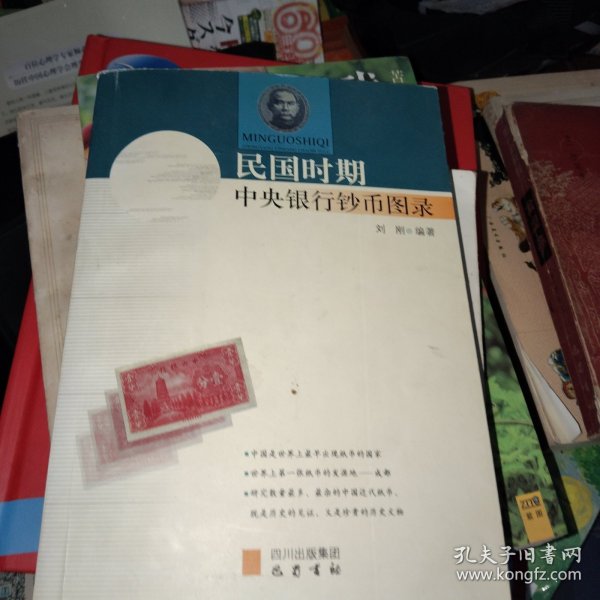 MINGUOSHIQI
民国时期
中央银行钞币图录
刘 刚 编著
分壹
中国是世界上最早出现纸币的国家
世界上第一张纸币的发源地——成都
研究数量最多、最杂的中国近代纸币，
既是历史的见证，又是珍贵的历史文物
四川出版集团
巴蜀书社
孔夫子旧书网
www.kongfz.com